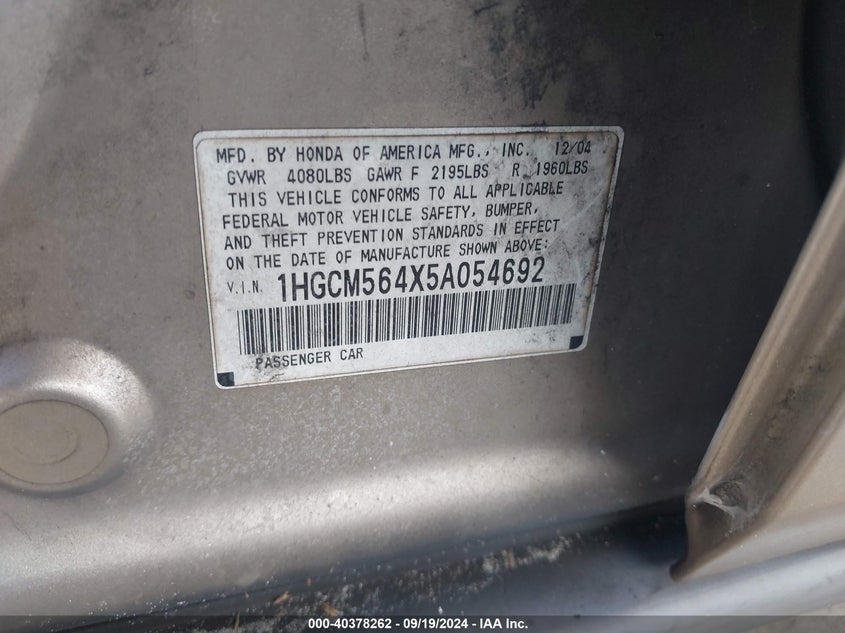 MFD. BY HONDA OF AMERICA MFG., INC. 12/04
GVWR 4080LBS GAWR F 2195LBS R 1960LBS
THIS VEHICLE CONFORMS TO ALL APPLICABLE
FEDERAL MOTOR VEHICLE SAFETY, BUMPER,
AND THEFT PREVENTION STANDARDS IN EFFECT
ON THE DATE OF MANUFACTURE SHOWN ABOVE:
V.I.N. 1HGCM564X5A054692
PASSENGER CAR
000-40378262 - 09/19/2024 - IAA Inc.